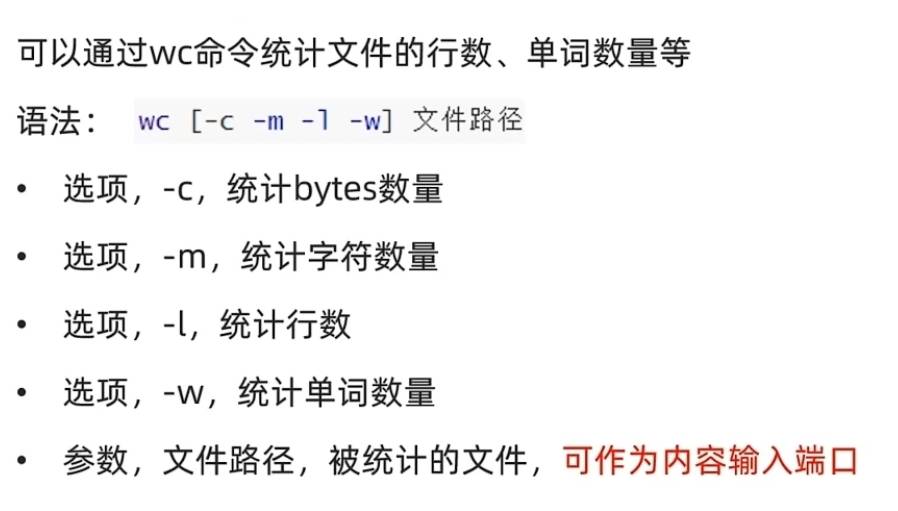 可以通过wc命令统计文件的行数、单词数量等
语法： wc [-c -m -l -w] 文件路径
• 选项，-c，统计bytes数量
• 选项，-m，统计字符数量
• 选项，-l，统计行数
• 选项，-w，统计单词数量
• 参数，文件路径，被统计的文件，可作为内容输入端口